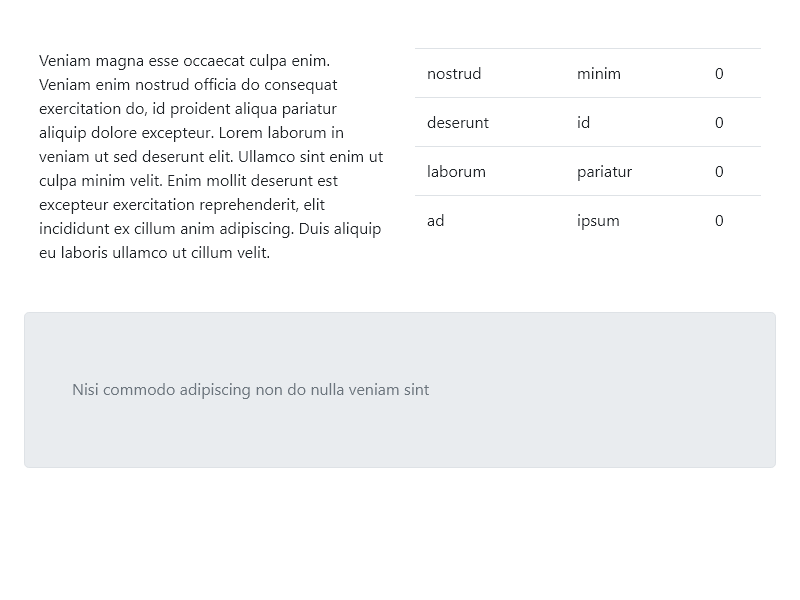 Veniam magna esse occaecat culpa enim.
Veniam enim nostrud officia do consequat
exercitation do, id proident aliqua pariatur
aliquip dolore excepteur. Lorem laborum in
veniam ut sed deserunt elit. Ullamco sint enim ut
culpa minim velit. Enim mollit deserunt est
excepteur exercitation reprehenderit, elit
incididunt ex cillum anim adipiscing. Duis aliquip
eu laboris ullamco ut cillum velit.
nostrud minim 0
deserunt id 0
laborum pariatur 0
ad ipsum 0
Nisi commodo adipiscing non do nulla veniam sint